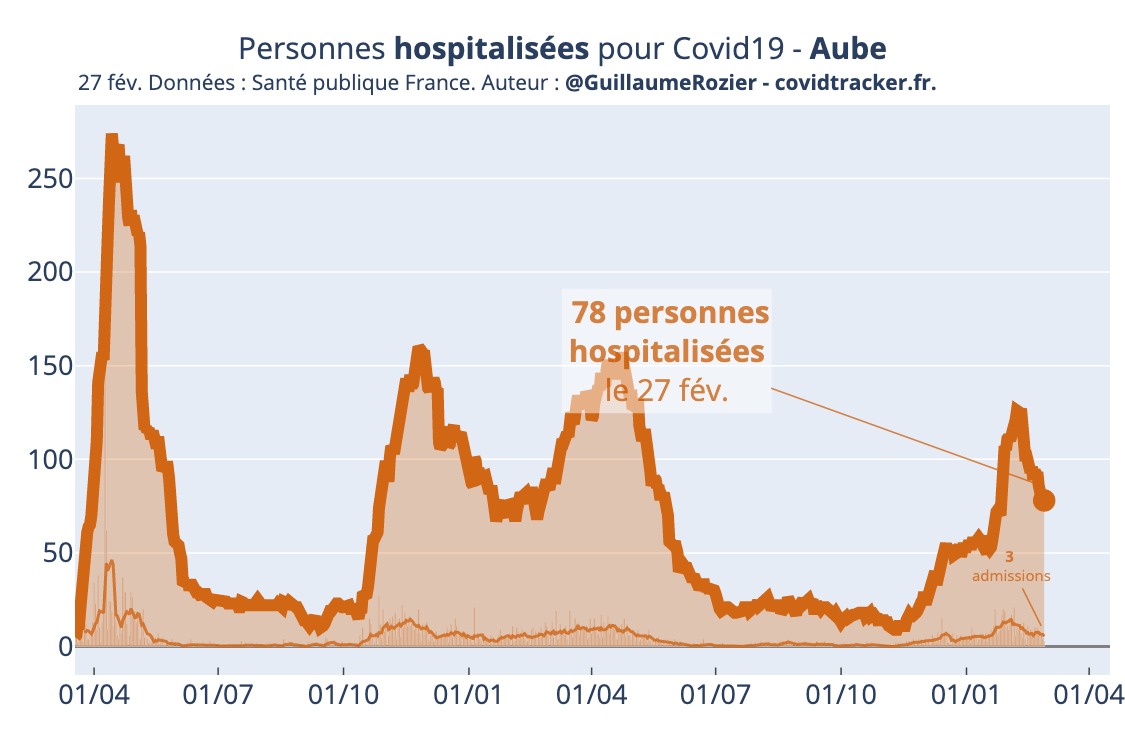 Personnes hospitalisées pour Covid19 - Aube
27 fév. Données : Santé publique France. Auteur : @GuillaumeRozier - covidtracker.fr.
250
200
150
100
50
0
78 personnes
hospitalisées
le 27 fév.
3
admissions
01/04
01/07
01/10
01/01
01/04
01/07
01/10
01/01
01/04